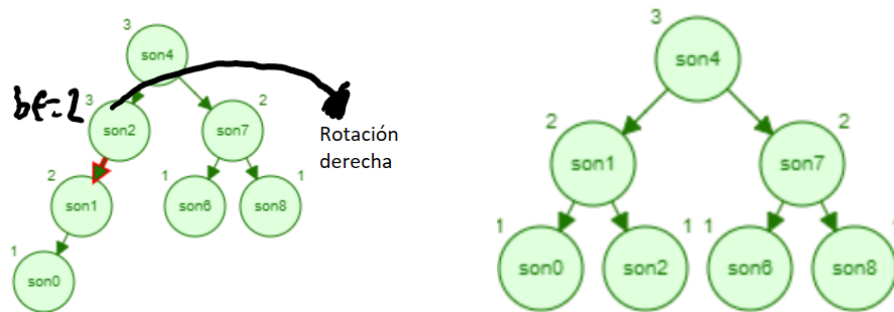 3
son4
bf=2
3
son2
2
son7
Rotación
derecha
2
son1
1
son6
1
son8
1
son0
3
son4
2
son1
2
son7
1
son0
1
son2
1
son6
son8